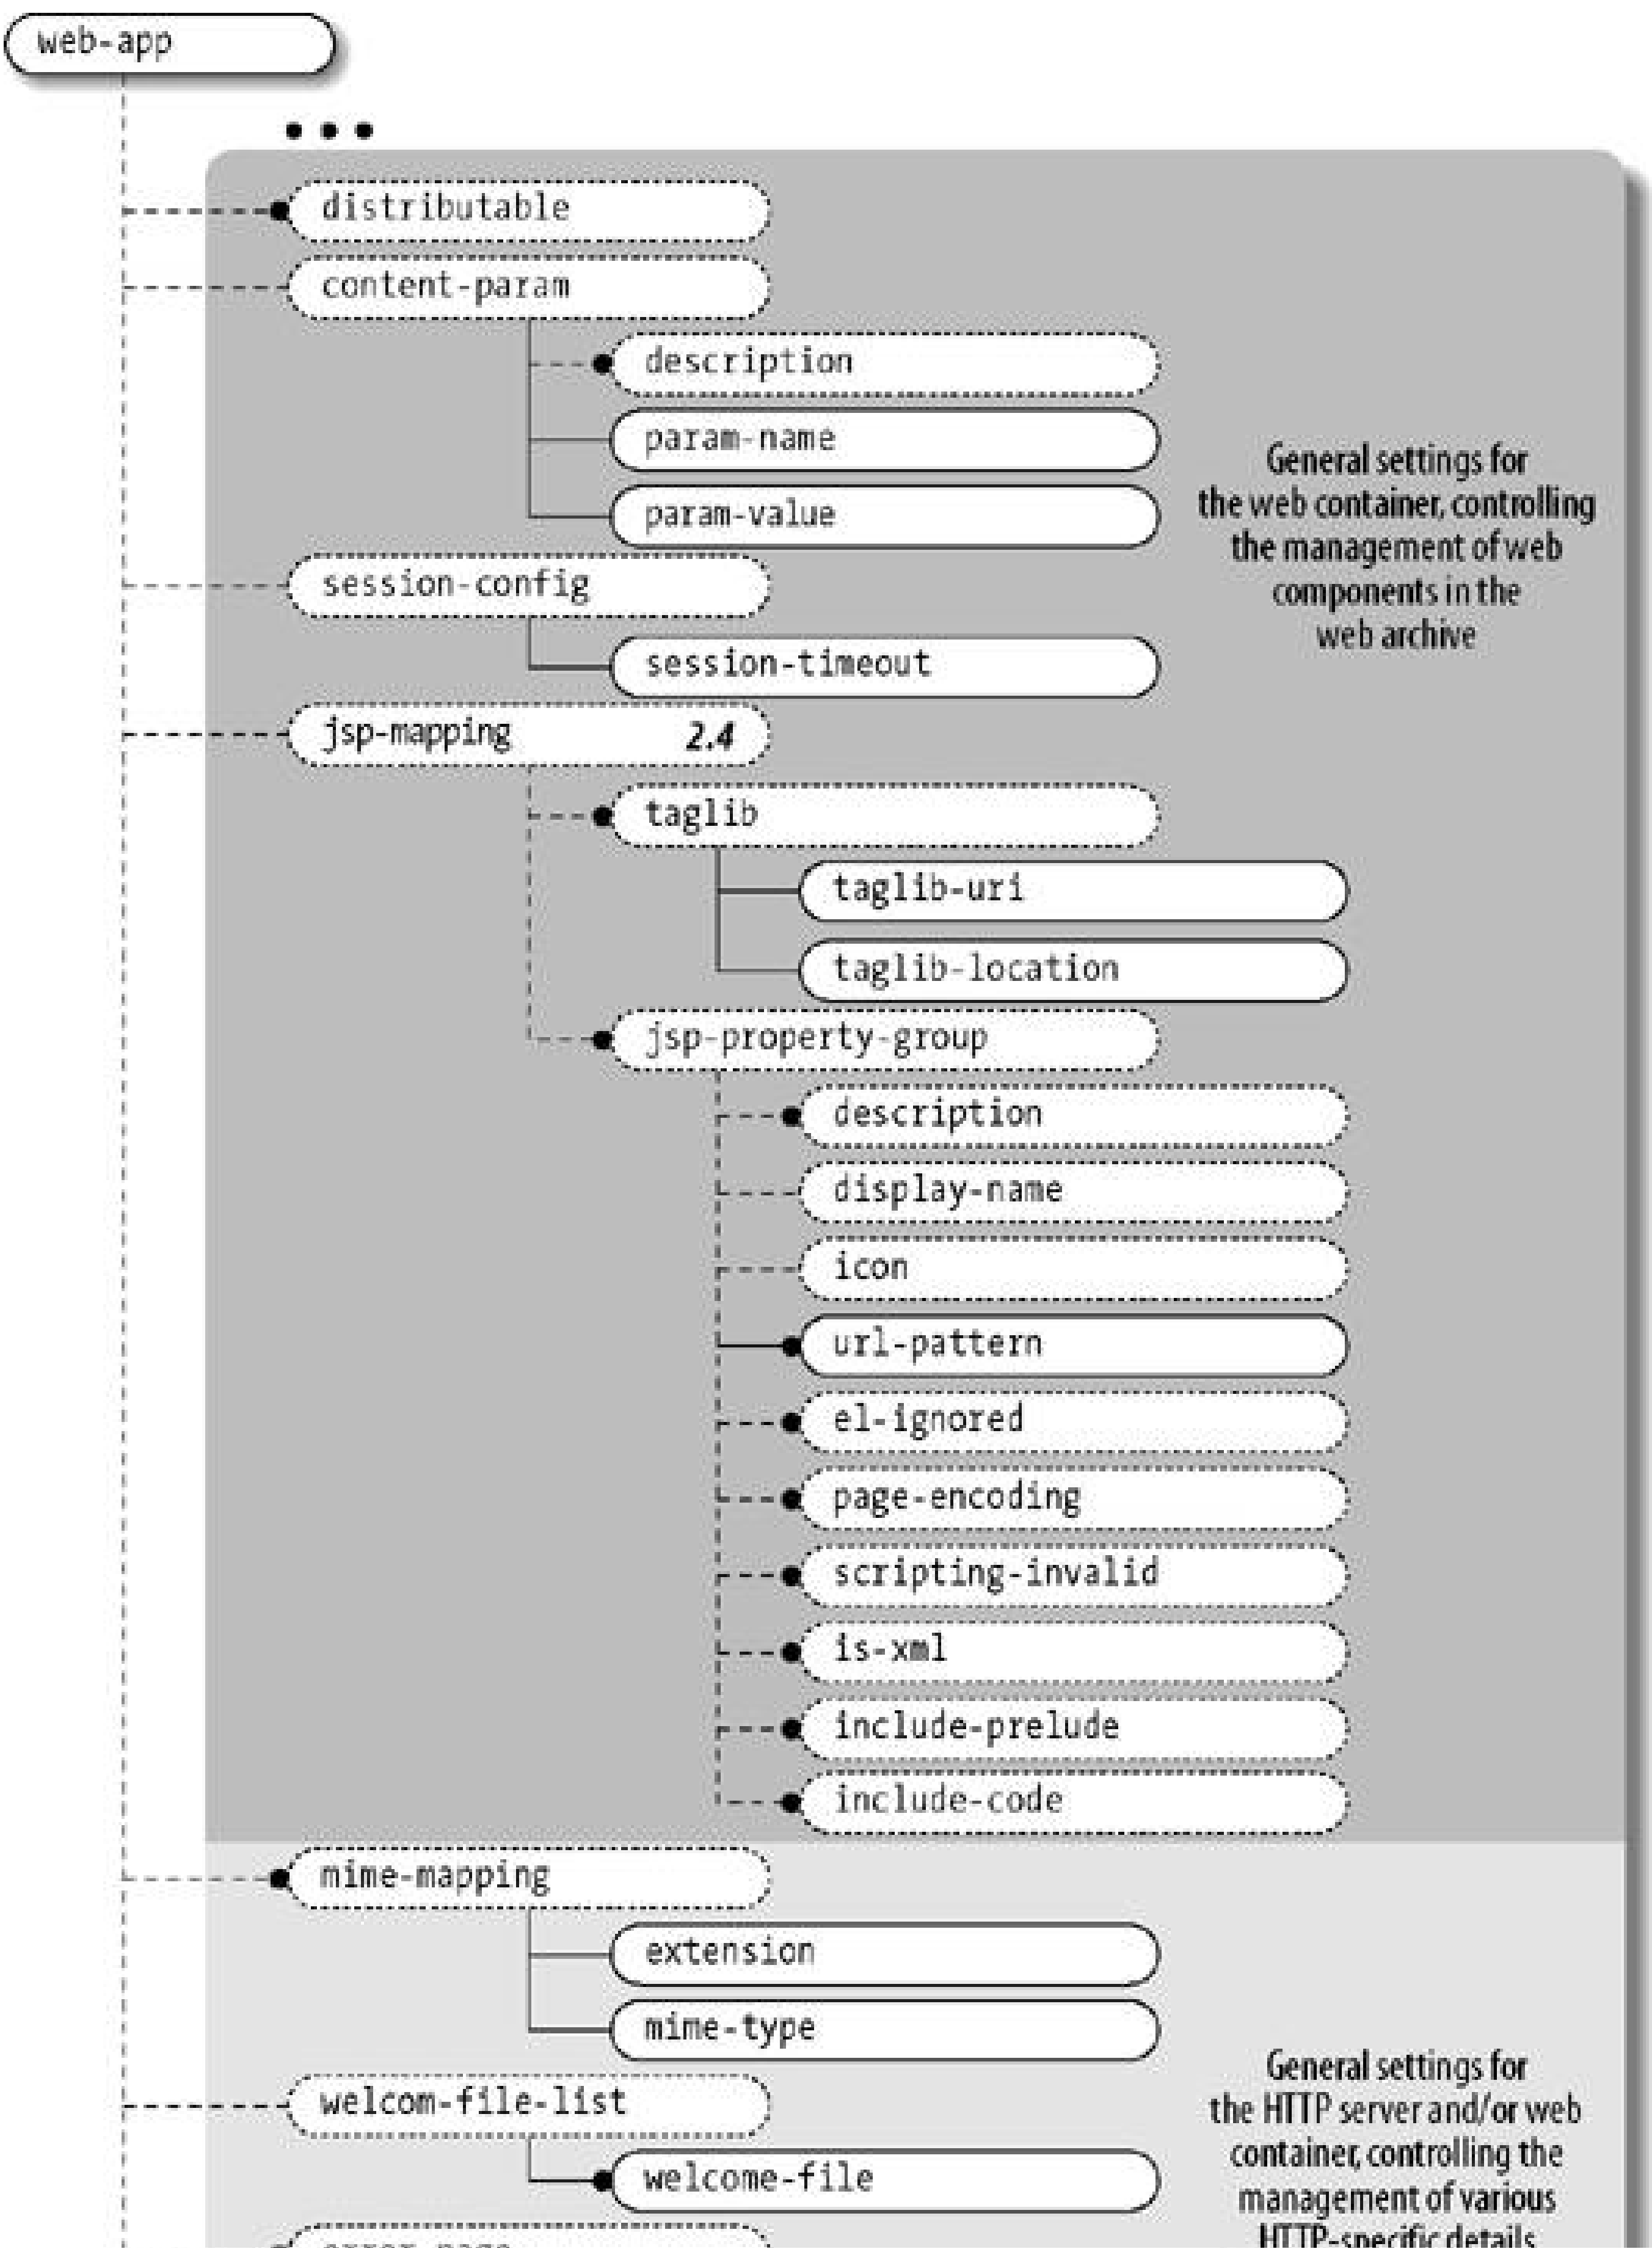 web-app
• • •
distributable
content-param
description
param-name
param-value
General settings for
the web container, controlling
the management of web
components in the
web archive
session-config
session-timeout
jsp-mapping 2.4
taglib
taglib-uri
taglib-location
jsp-property-group
description
display-name
icon
url-pattern
el-ignored
page-encoding
scripting-invalid
is-xml
include-prelude
include-code
mime-mapping
extension
mime-type
welcom-file-list
welcome-file
General settings for
the HTTP server and/or web
container, controlling the
management of various
HTTP-specific details